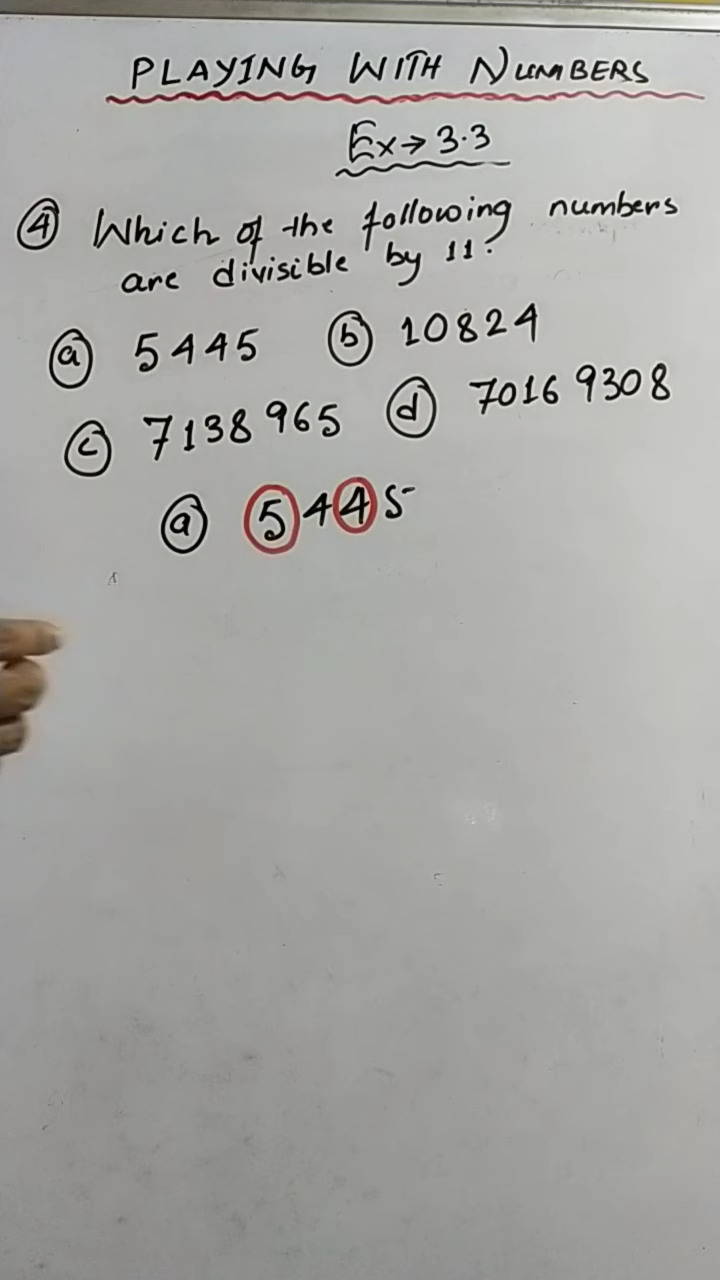 PLAYING WITH NUMBERS
Ex→3.3
④ Which of the following numbers
are divisible by 11?
ⓐ 5445 ⓑ 10824
ⓒ 7138965 ⓓ 70169308
ⓐ 5445